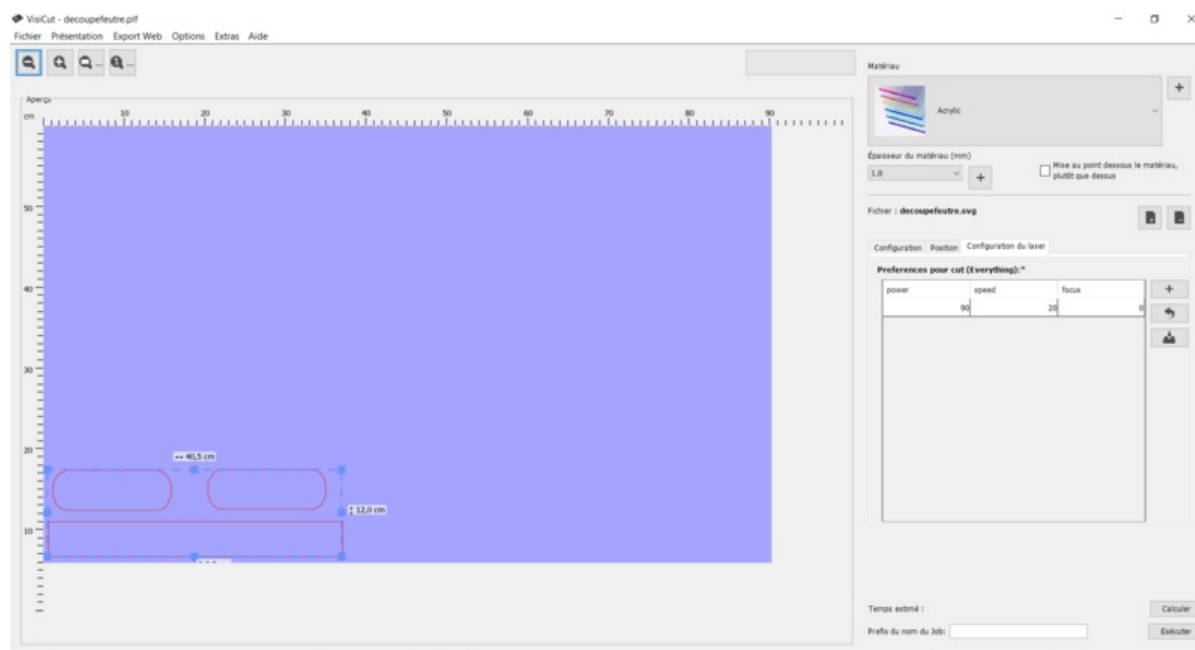 VisiCut - decoupefeutre.plf
Fichier Présentation Export Web Options Extras Aide
Matériau
Acrylic
Épaisseur du matériau (mm)
1.0
Mise au point dessous le matériau,
plutôt que dessus
Fichier : decoupefeutre.svg
Configuration Position Configuration du laser
Preferences pour cut (Everything):*
power speed focus
90 20 0
Aperçu
cm 10 20 30 40 50 60 70 80 90
50
40
30
20
10
↔ 40,5 cm
↕ 12,0 cm
Temps estimé :
Calculer
Prefix du nom du Job:
Exécuter